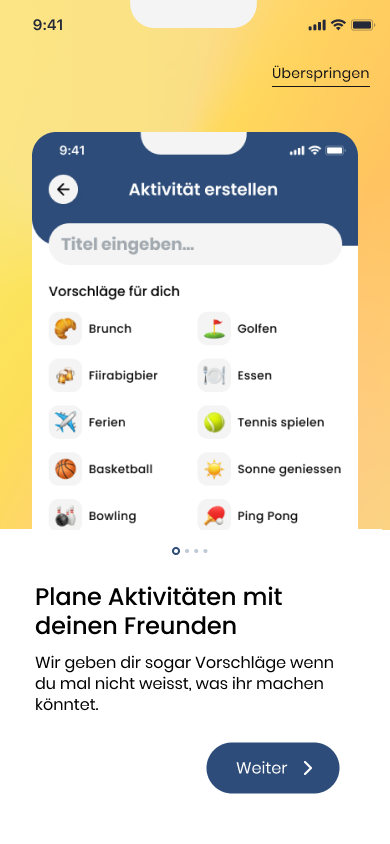 9:41
Überspringen
9:41
Aktivität erstellen
Titel eingeben...
Vorschläge für dich
Brunch
Golfen
Fiirabigbier
Essen
Ferien
Tennis spielen
Basketball
Sonne geniessen
Bowling
Ping Pong
Plane Aktivitäten mit
deinen Freunden
Wir geben dir sogar Vorschläge wenn
du mal nicht weisst, was ihr machen
könntet.
Weiter